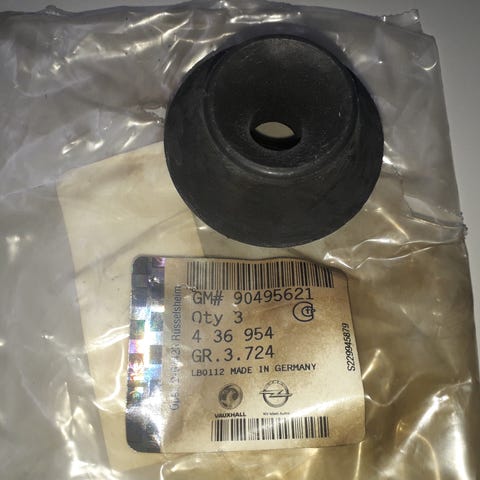 GM# 90495621
Qty 3
4 36 954
GR.3.724
LB0112 MADE IN GERMANY
VAUXHALL
S229945879
Rüsselsheim